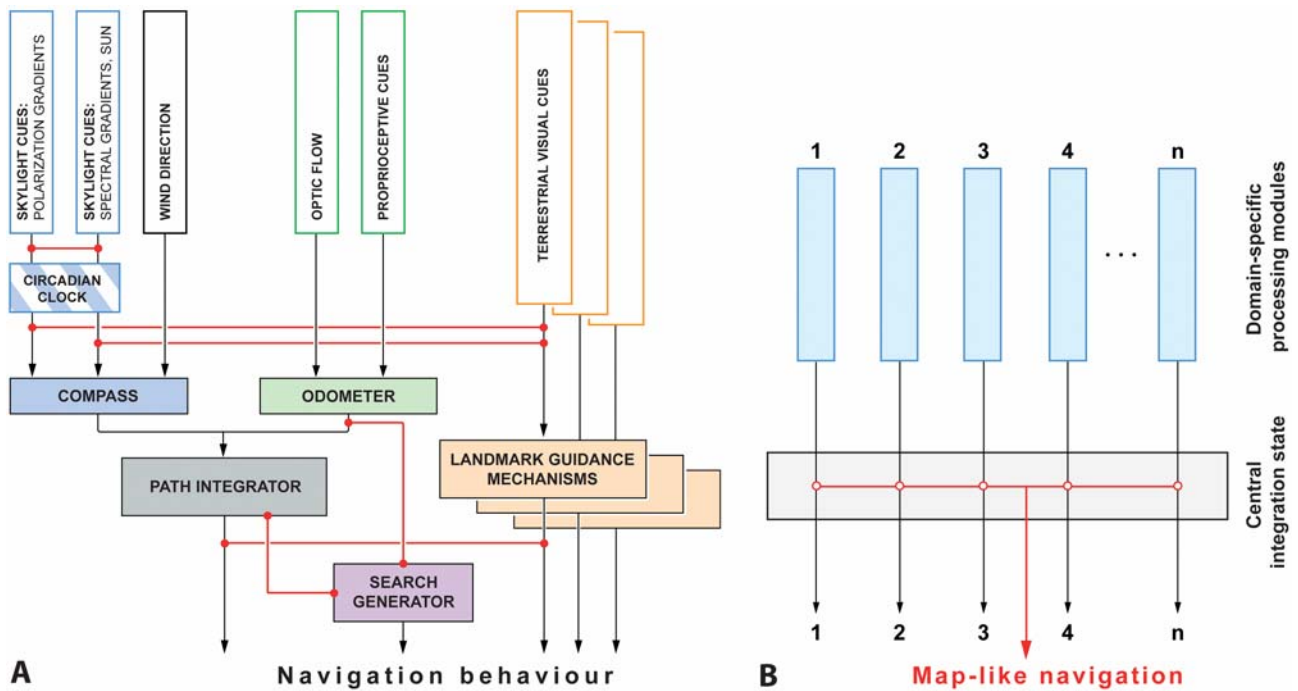 SKYLIGHT CUES:
POLARIZATION GRADIENTS
SKYLIGHT CUES:
SPECTRAL GRADIENTS, SUN
WIND DIRECTION
OPTIC FLOW
PROPRIOCEPTIVE CUES
TERRESTRIAL VISUAL CUES
CIRCADIAN
CLOCK
COMPASS
ODOMETER
PATH INTEGRATOR
LANDMARK GUIDANCE
MECHANISMS
SEARCH
GENERATOR
A
Navigation behaviour
1 2 3 4 n
...
Domain-specific
processing modules
Central
integration state
1 2 3 4 n
B
Map-like navigation